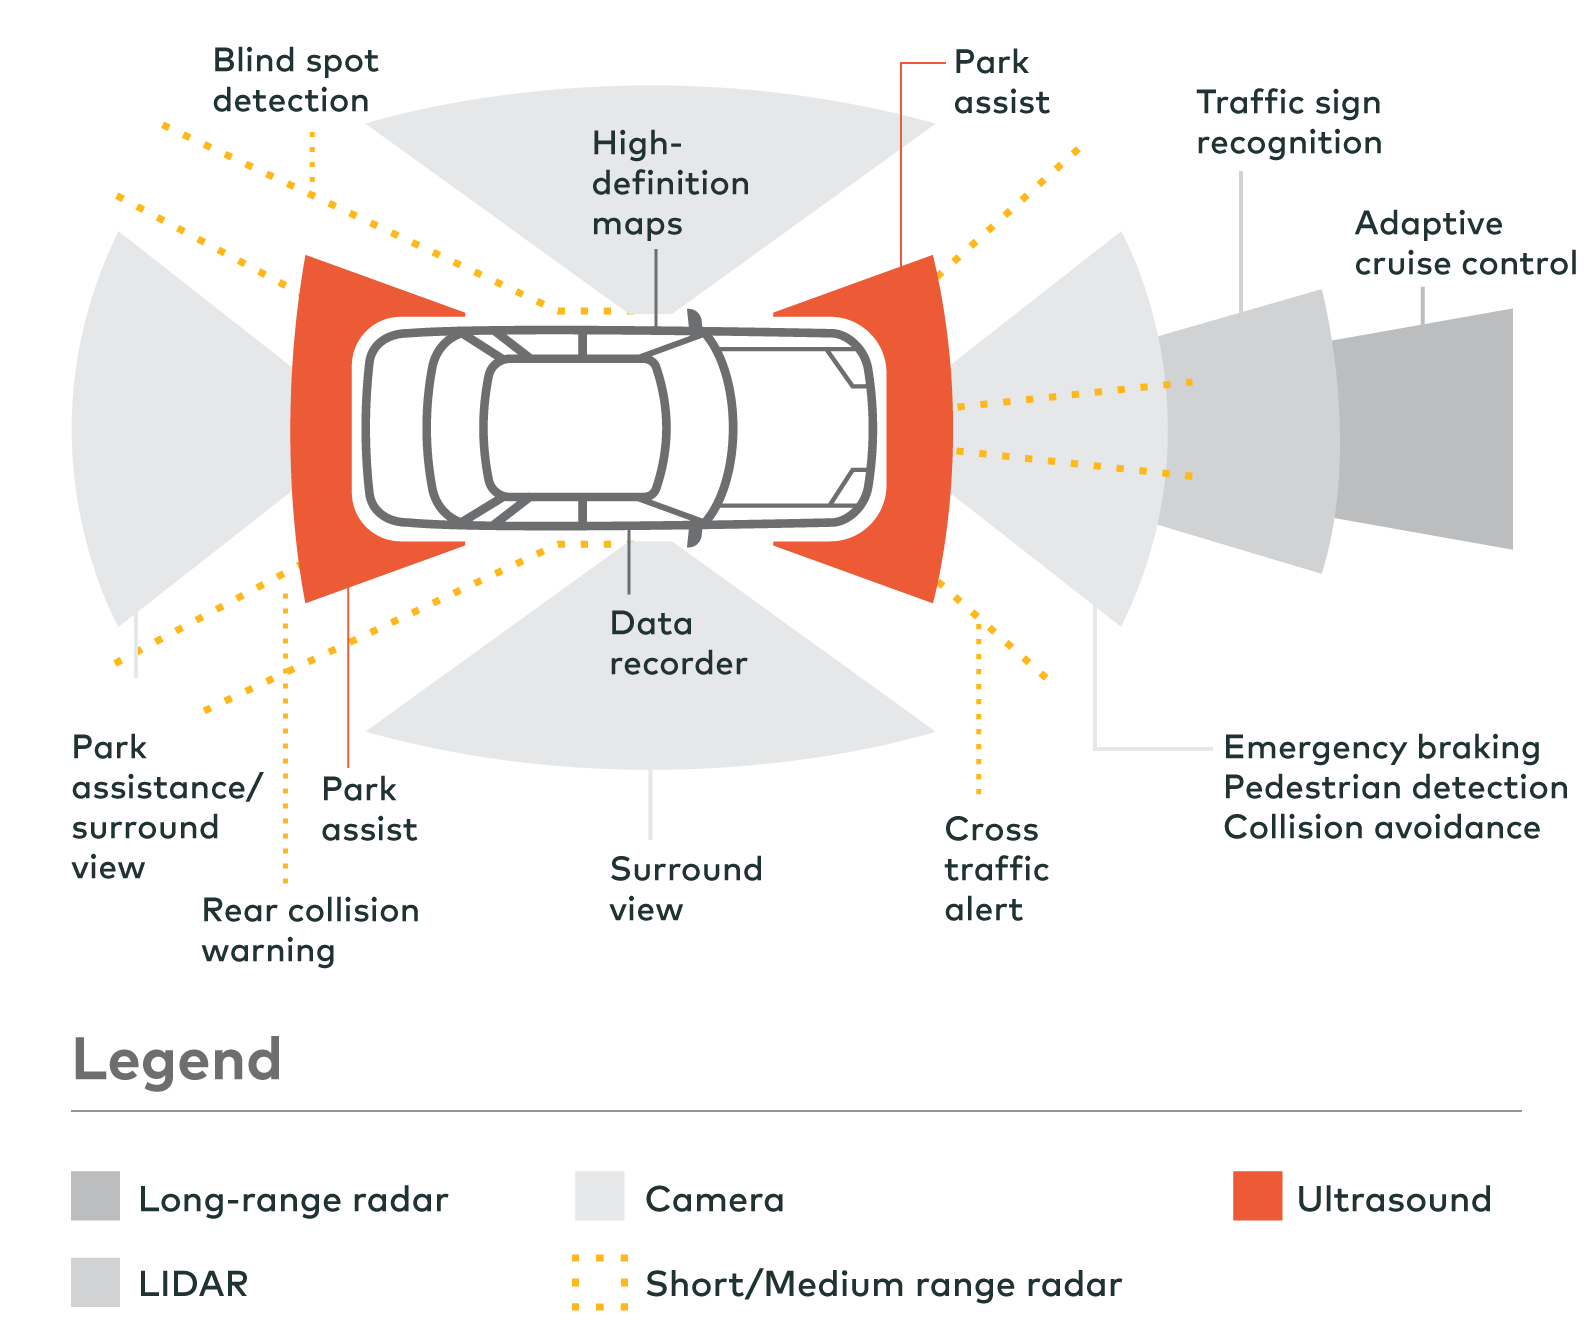 Blind spot
detection
Park
assist
Traffic sign
recognition
High-
definition
maps
Adaptive
cruise control
Data
recorder
Park
assistance/
surround
view
Park
assist
Emergency braking
Pedestrian detection
Collision avoidance
Cross
traffic
alert
Surround
view
Rear collision
warning
Legend
Long-range radar
Camera
Ultrasound
LIDAR
Short/Medium range radar